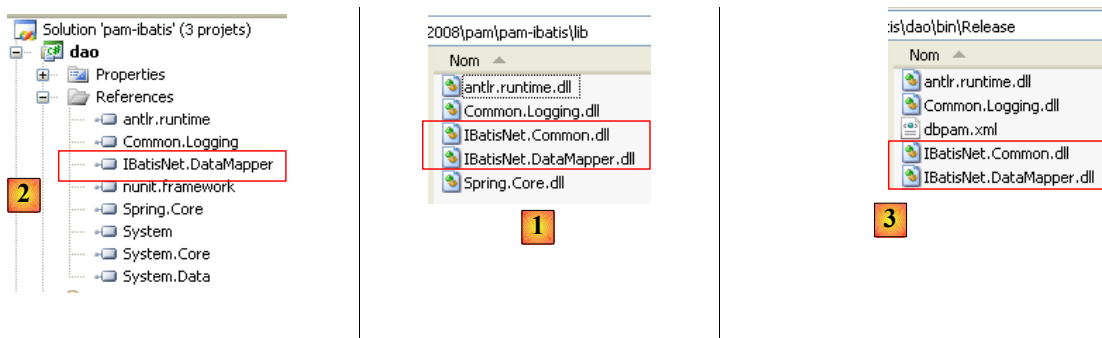 Solution 'pam-ibatis' (3 projets)
dao
Properties
References
antlr.runtime
Common.Logging
IBatisNet.DataMapper
nunit.framework
Spring.Core
System
System.Core
System.Data
2
2008\pam\pam-ibatis\lib
Nom
antlr.runtime.dll
Common.Logging.dll
IBatisNet.Common.dll
IBatisNet.DataMapper.dll
Spring.Core.dll
1
tis\dao\bin\Release
Nom
antlr.runtime.dll
Common.Logging.dll
dbpam.xml
IBatisNet.Common.dll
IBatisNet.DataMapper.dll
3